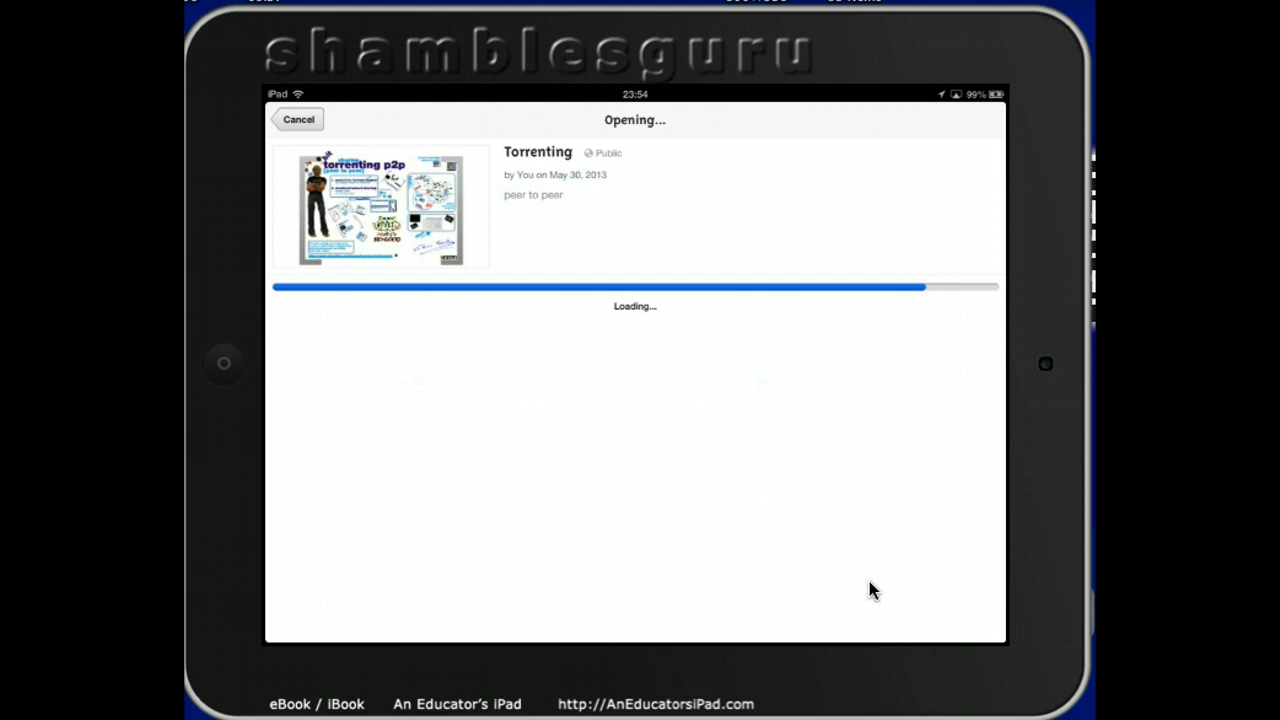 shamblesguru
iPad
23:54
99%
Cancel
Opening...
torrenting p2p
Torrenting
Public
by You on May 30, 2013
peer to peer
Loading...
eBook / iBook An Educator's iPad http://AnEducatorsiPad.com